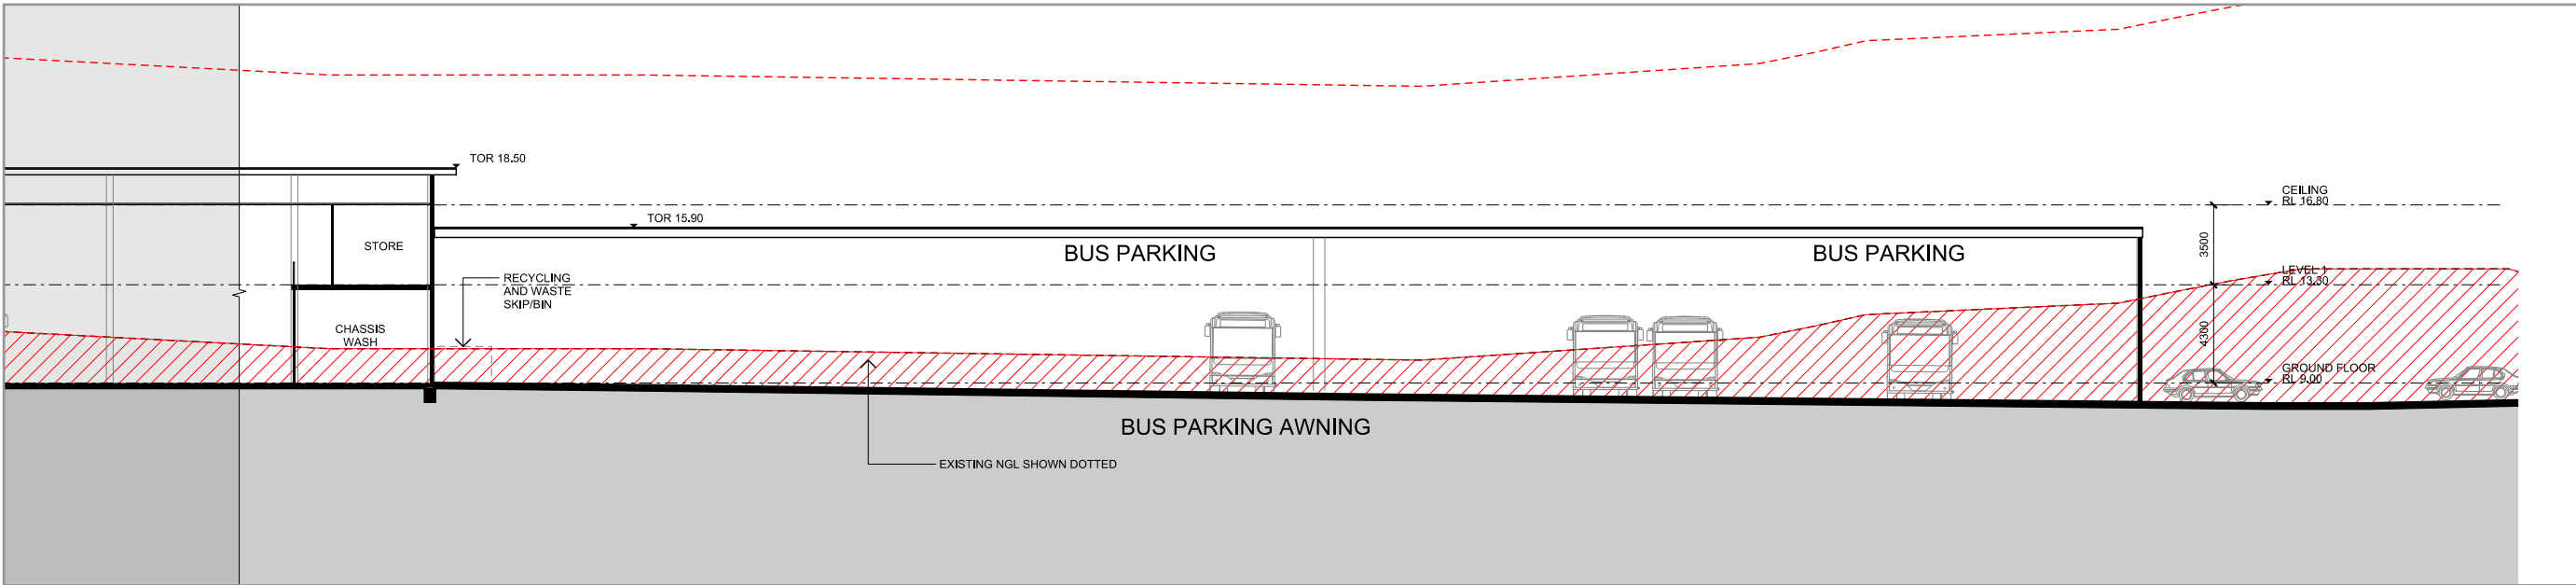 TOR 18.50
CEILING
RL 16.80
TOR 15.90
STORE
BUS PARKING
BUS PARKING
3500
RECYCLING
AND WASTE
SKIP/BIN
LEVEL 1
RL 13.30
CHASSIS
WASH
4300
GROUND FLOOR
RL 9.00
BUS PARKING AWNING
EXISTING NGL SHOWN DOTTED